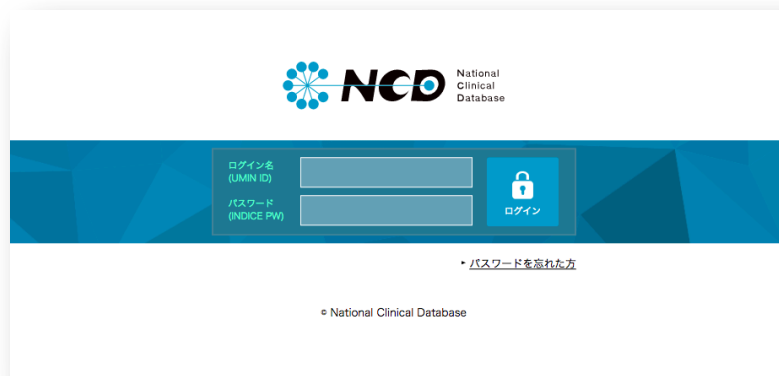 NCD
National
Clinical
Database
ログイン名
(UMIN ID)
パスワード
(INDICE PW)
ログイン
パスワードを忘れた方
© National Clinical Database